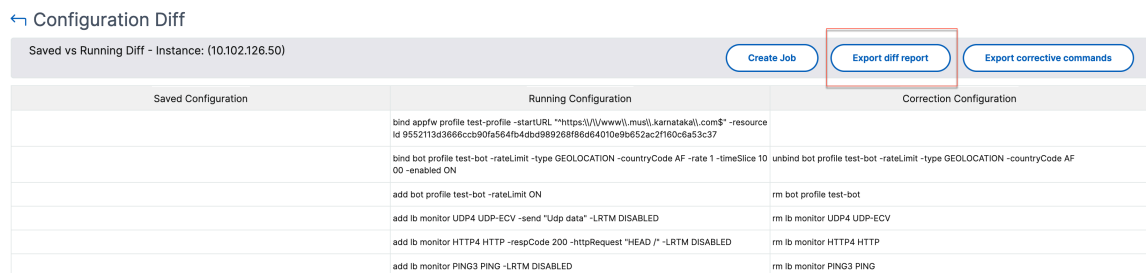 Configuration Diff
Saved vs Running Diff - Instance: (10.102.126.50)
Create Job
Export diff report
Export corrective commands
Saved Configuration
Running Configuration
Correction Configuration
bind appfw profile test-profile -startURL "^https:\\/\\/www\\.mus\\.karnataka\\.com$" -resource
Id 9552113d3666ccb90fa564fb4dbd989268f86d64010e9b652ac2f160c6a53c37
bind bot profile test-bot -rateLimit -type GEOLOCATION -countryCode AF -rate 1 -timeSlice 10
00 -enabled ON
unbind bot profile test-bot -rateLimit -type GEOLOCATION -countryCode AF
add bot profile test-bot -rateLimit ON
rm bot profile test-bot
add lb monitor UDP4 UDP-ECV -send "Udp data" -LRTM DISABLED
rm lb monitor UDP4 UDP-ECV
add lb monitor HTTP4 HTTP -respCode 200 -httpRequest "HEAD /" -LRTM DISABLED
rm lb monitor HTTP4 HTTP
add lb monitor PING3 PING -LRTM DISABLED
rm lb monitor PING3 PING